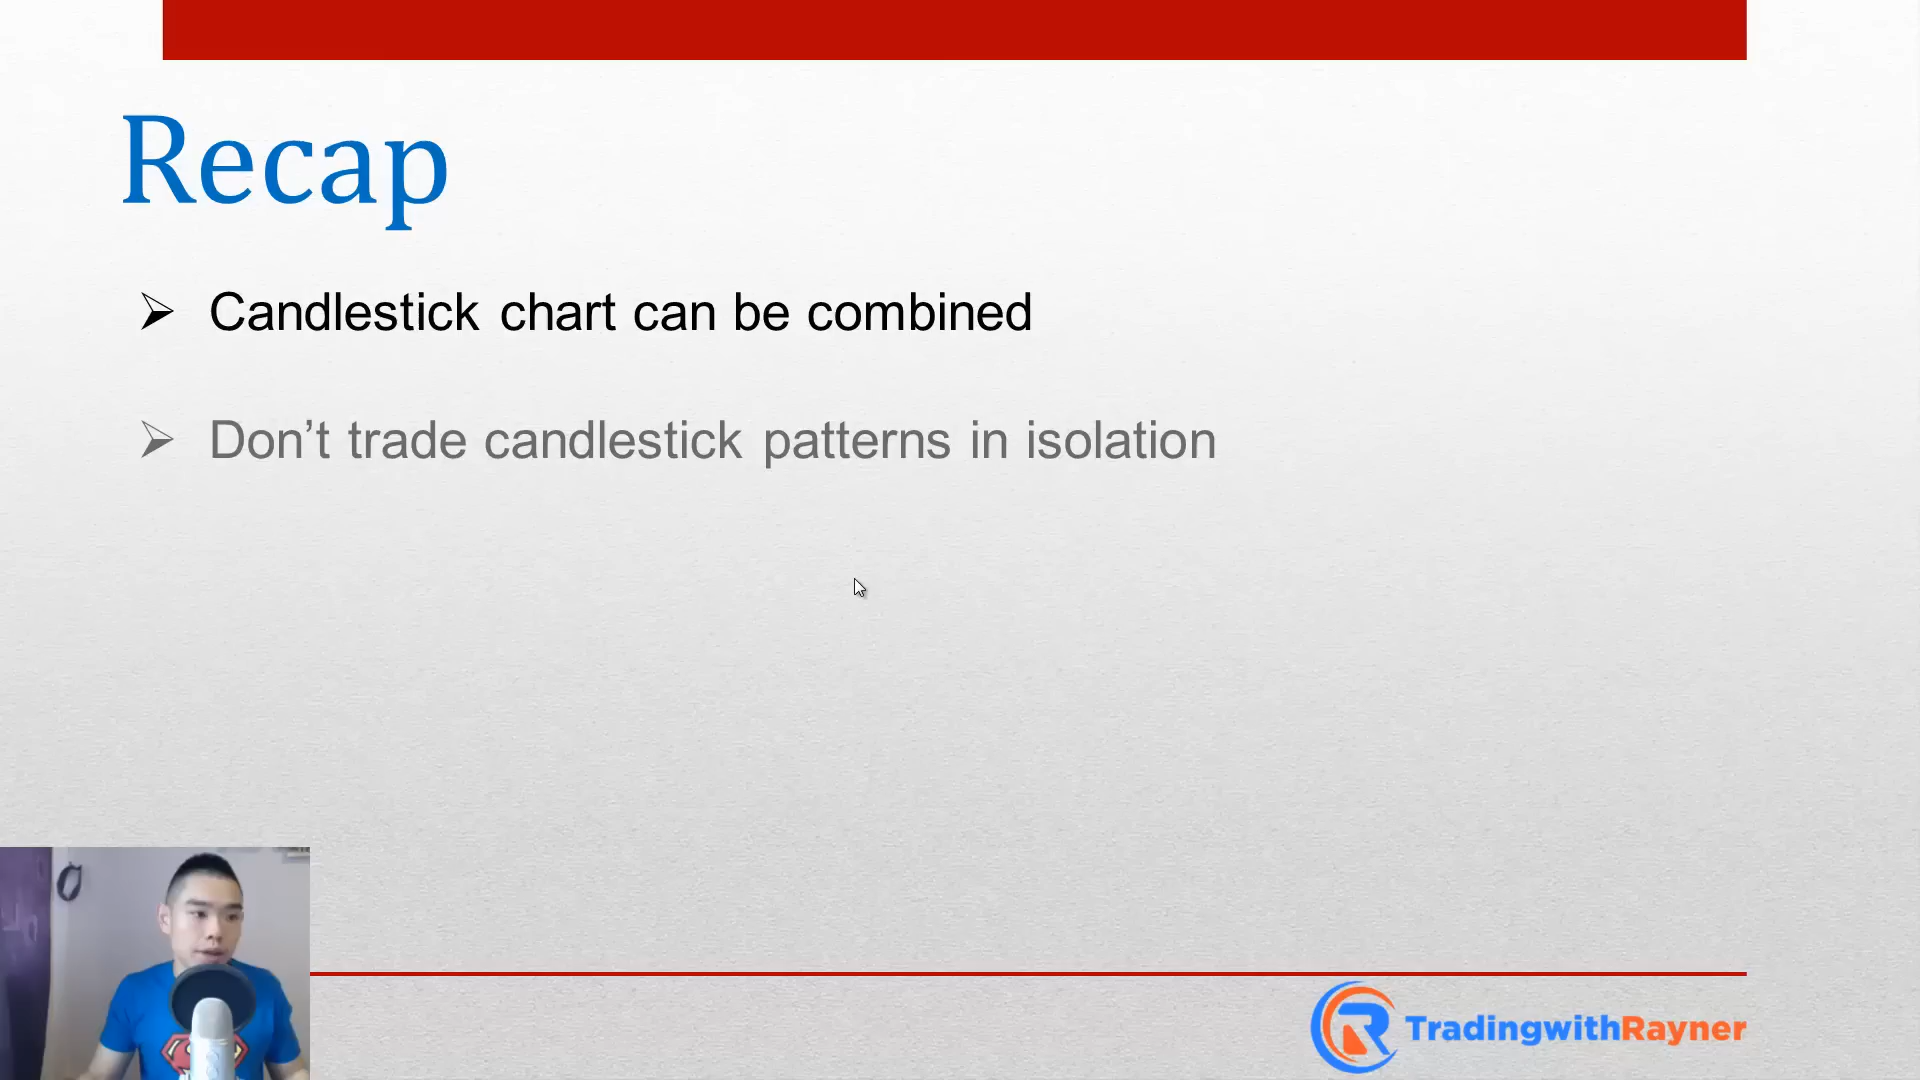 Recap
Candlestick chart can be combined
Don’t trade candlestick patterns in isolation
TradingwithRayner